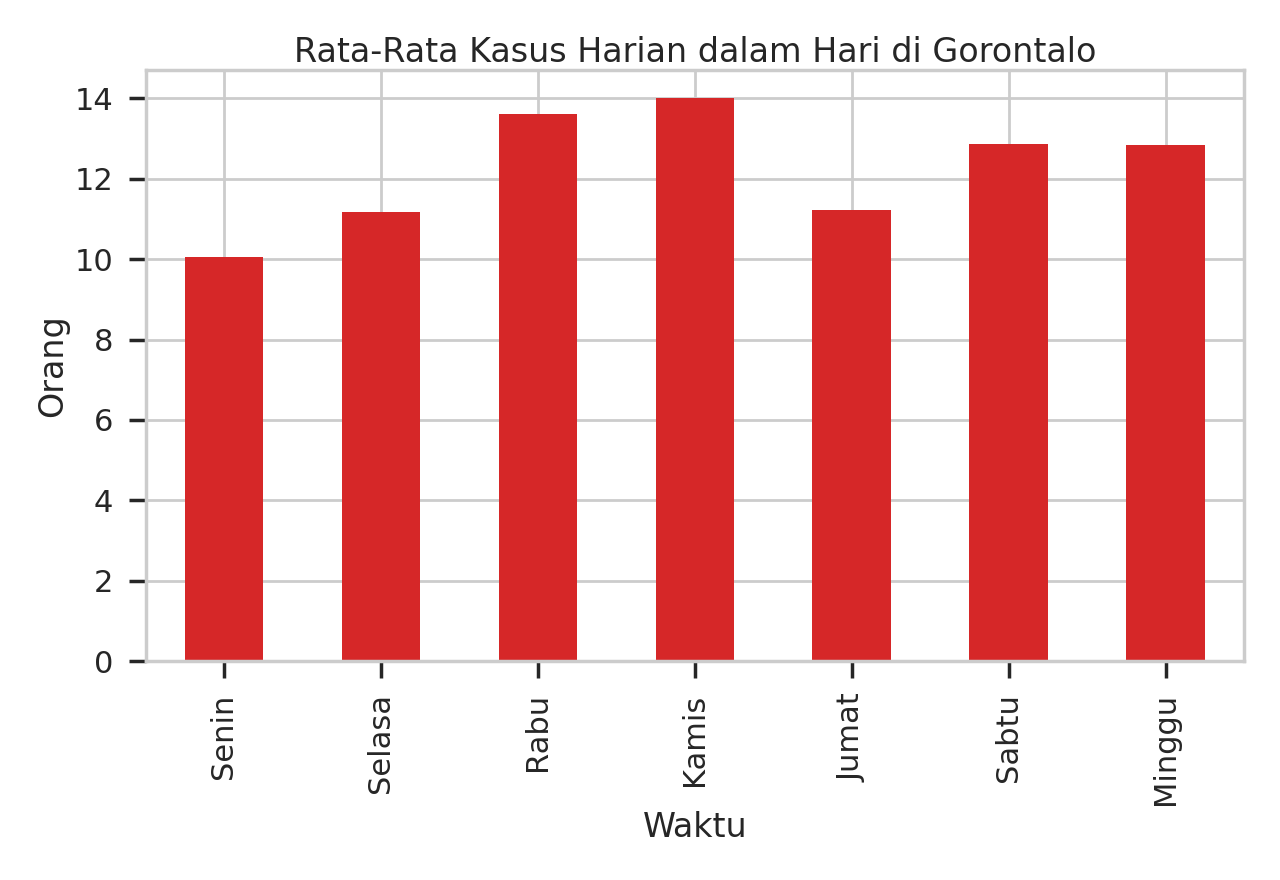 Rata-Rata Kasus Harian dalam Hari di Gorontalo
14
12
10
8
6
4
2
0
Orang
Senin
Selasa
Rabu
Kamis
Jumat
Sabtu
Minggu
Waktu